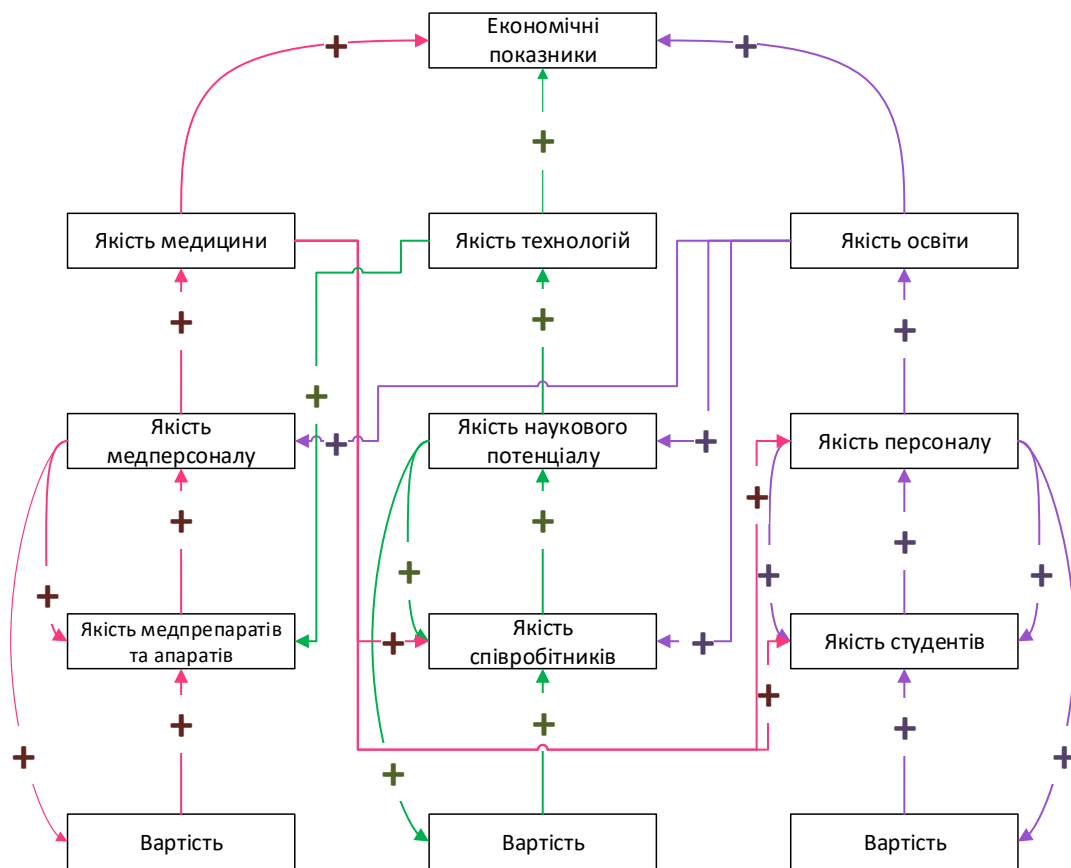 Економічні
показники
Якість медицини
Якість технологій
Якість освіти
Якість
медперсоналу
Якість наукового
потенціалу
Якість персоналу
Якість медпрепаратів
та апаратів
Якість
співробітників
Якість студентів
Вартість
Вартість
Вартість